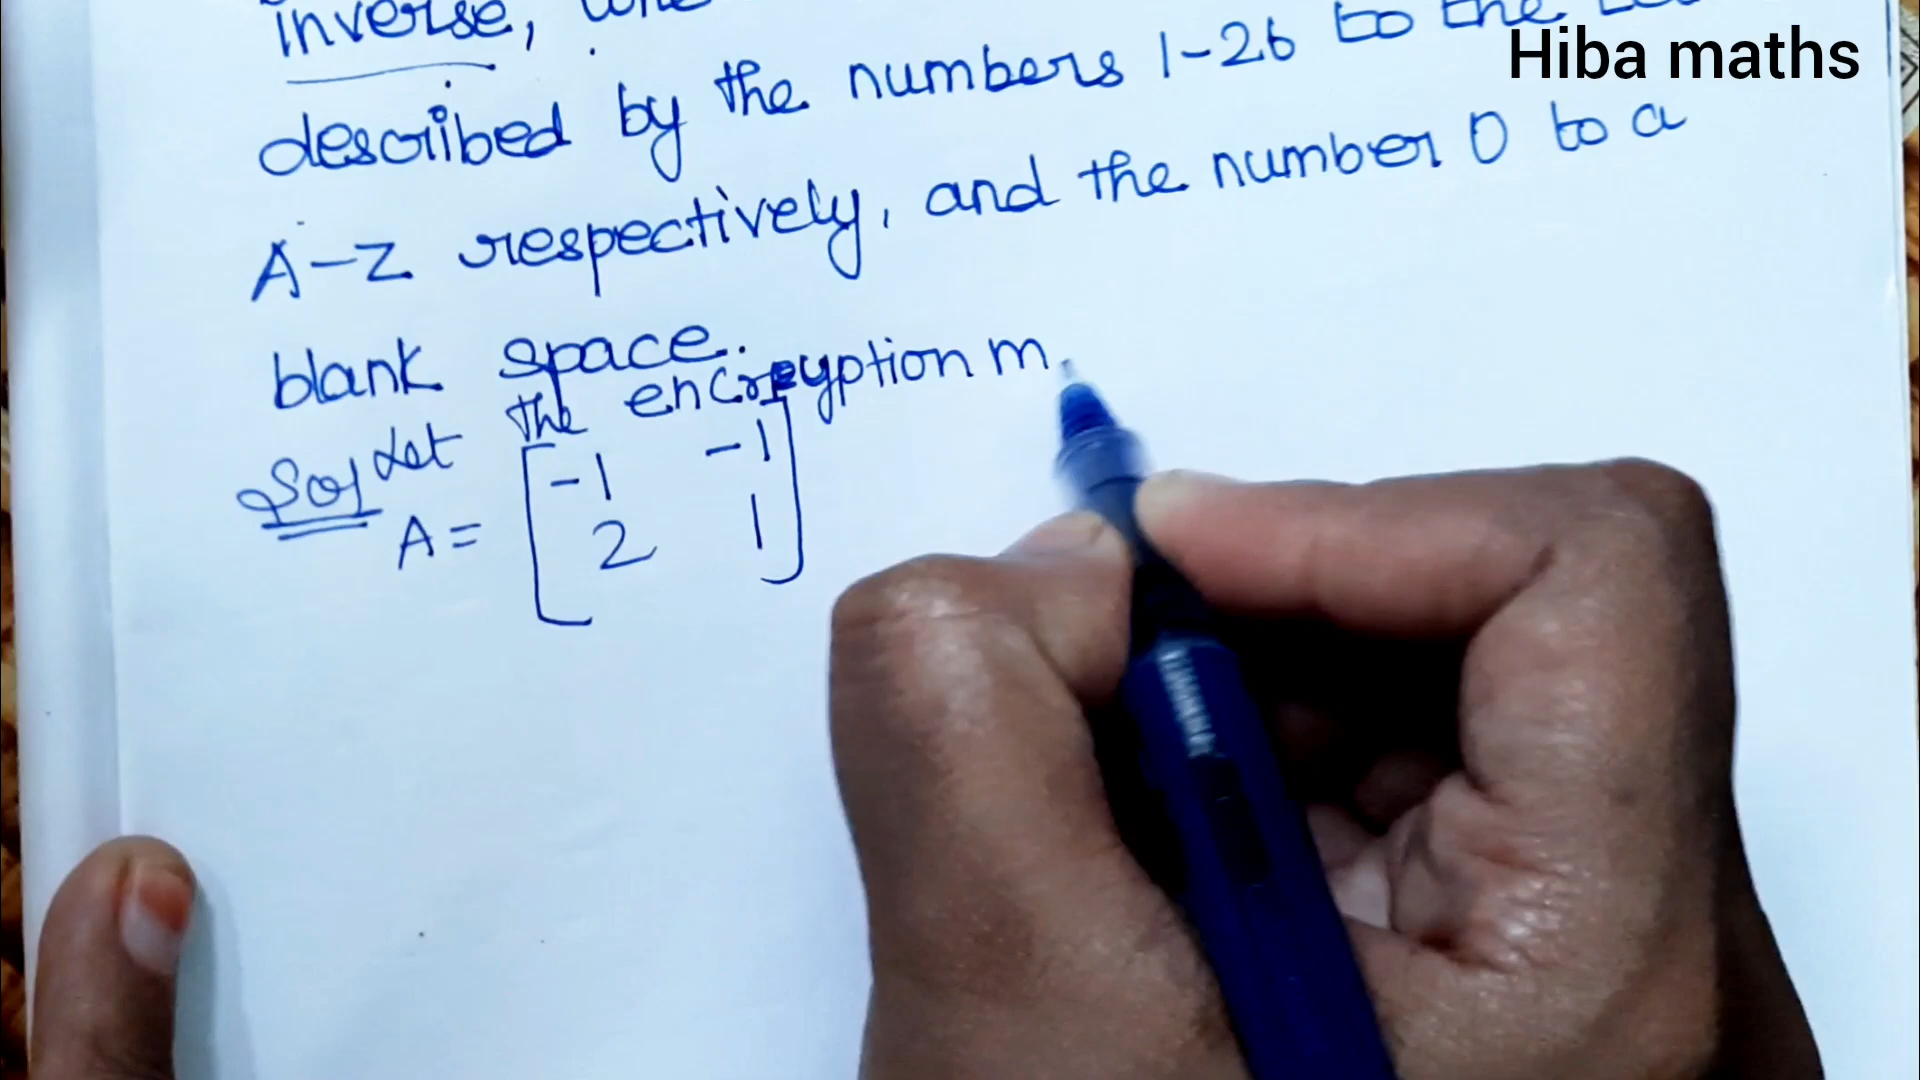 inverse,
described by the numbers 1-26 to the
Hiba maths
A-Z respectively, and the number 0 to a
blank space.
Sol Let the encryption m
A = [ -1 -1
2 1 ]